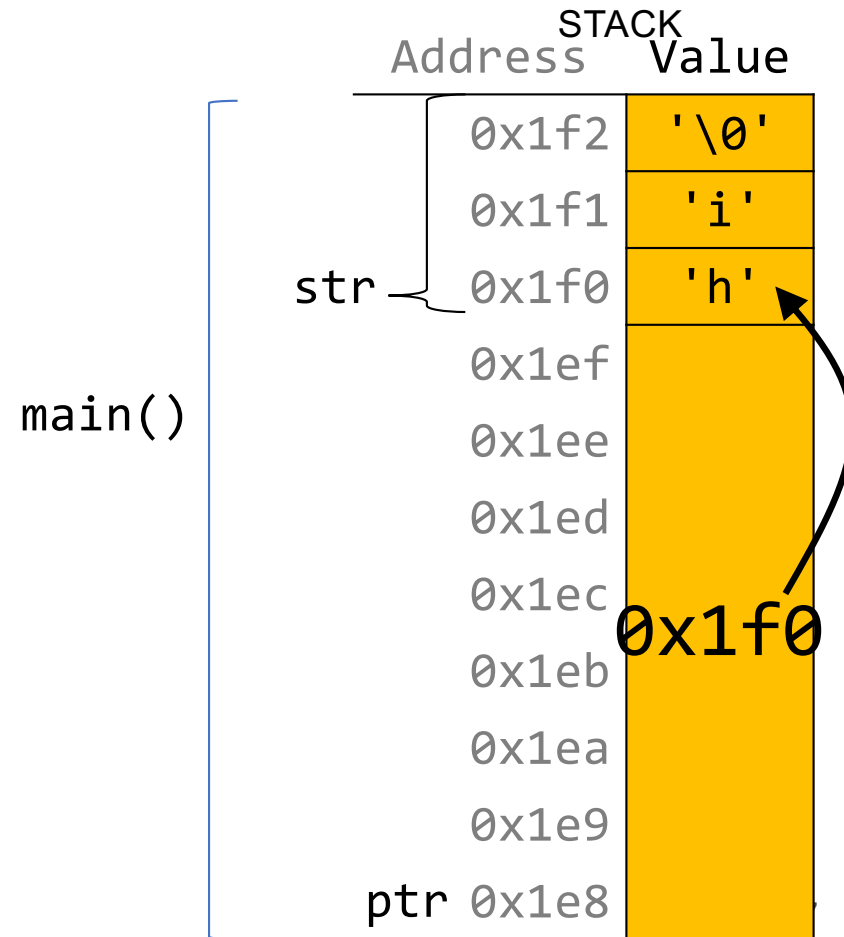 STACK
Address Value
0x1f2 '\0'
0x1f1 'i'
str 0x1f0 'h'
0x1ef
main()
0x1ee
0x1ed
0x1ec
0x1f0
0x1eb
0x1ea
0x1e9
ptr 0x1e8